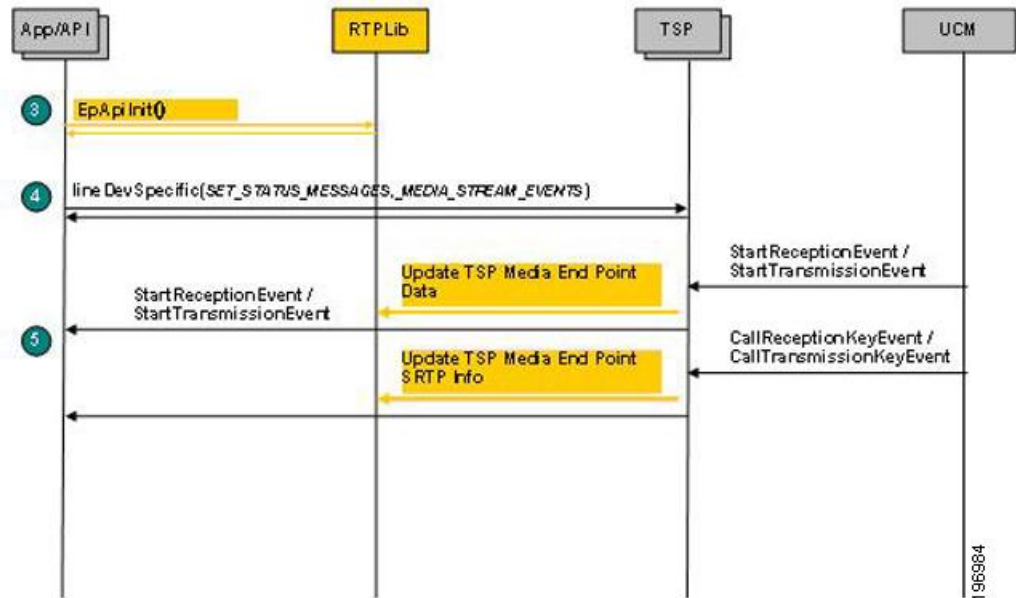 App/API
RTPLib
TSP
UCM
3
EpApiInit()
4
lineDevSpecific(SET_STATUS_MESSAGES,_MEDIA_STREAM_EVENTS)
StartReceptionEvent /
StartTransmissionEvent
Update TSP Media End Point
Data
StartReceptionEvent /
StartTransmissionEvent
5
CallReceptionKeyEvent /
CallTransmissionKeyEvent
Update TSP Media End Point
SRTP Info
196984